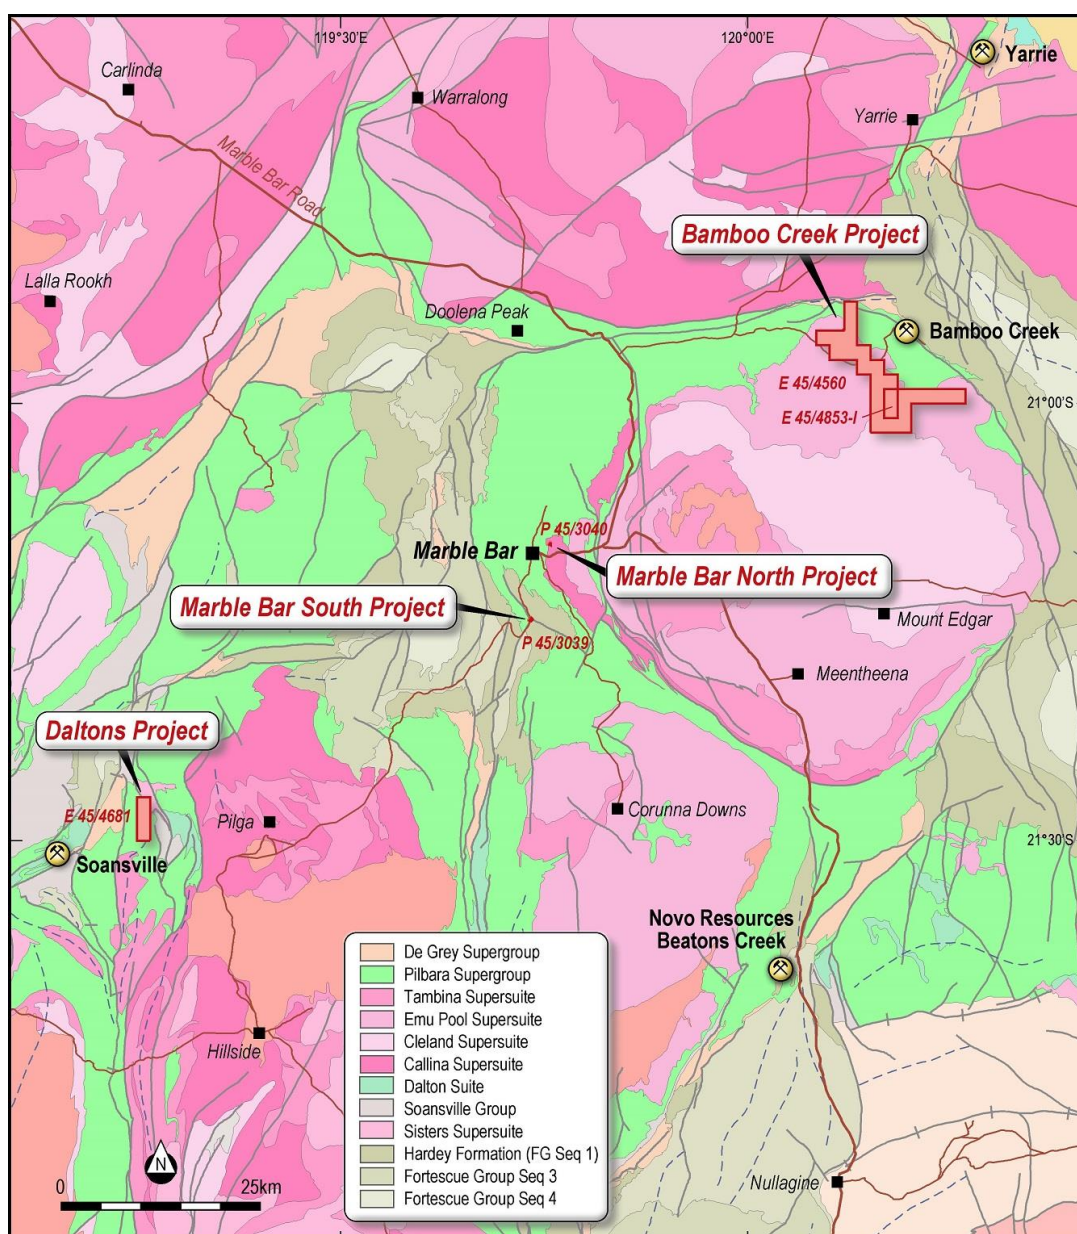 119°30'E
120°00'E
Carlinda
Warralong
Yarrie
Yarrie
Marble Bar Road
Bamboo Creek Project
Lalla Rookh
Doolena Peak
Bamboo Creek
E 45/4560
E 45/4853-I
21°00'S
P 45/3040
Marble Bar
Marble Bar North Project
Marble Bar South Project
Mount Edgar
P 45/3039
Meentheena
Daltons Project
E 45/4681
Pilga
Corunna Downs
21°30'S
Soansville
Novo Resources
Beatons Creek
De Grey Supergroup
Pilbara Supergroup
Tambina Supersuite
Emu Pool Supersuite
Cleland Supersuite
Callina Supersuite
Dalton Suite
Soansville Group
Sisters Supersuite
Hardey Formation (FG Seq 1)
Fortescue Group Seq 3
Fortescue Group Seq 4
Hillside
N
0 25km
Nullagine